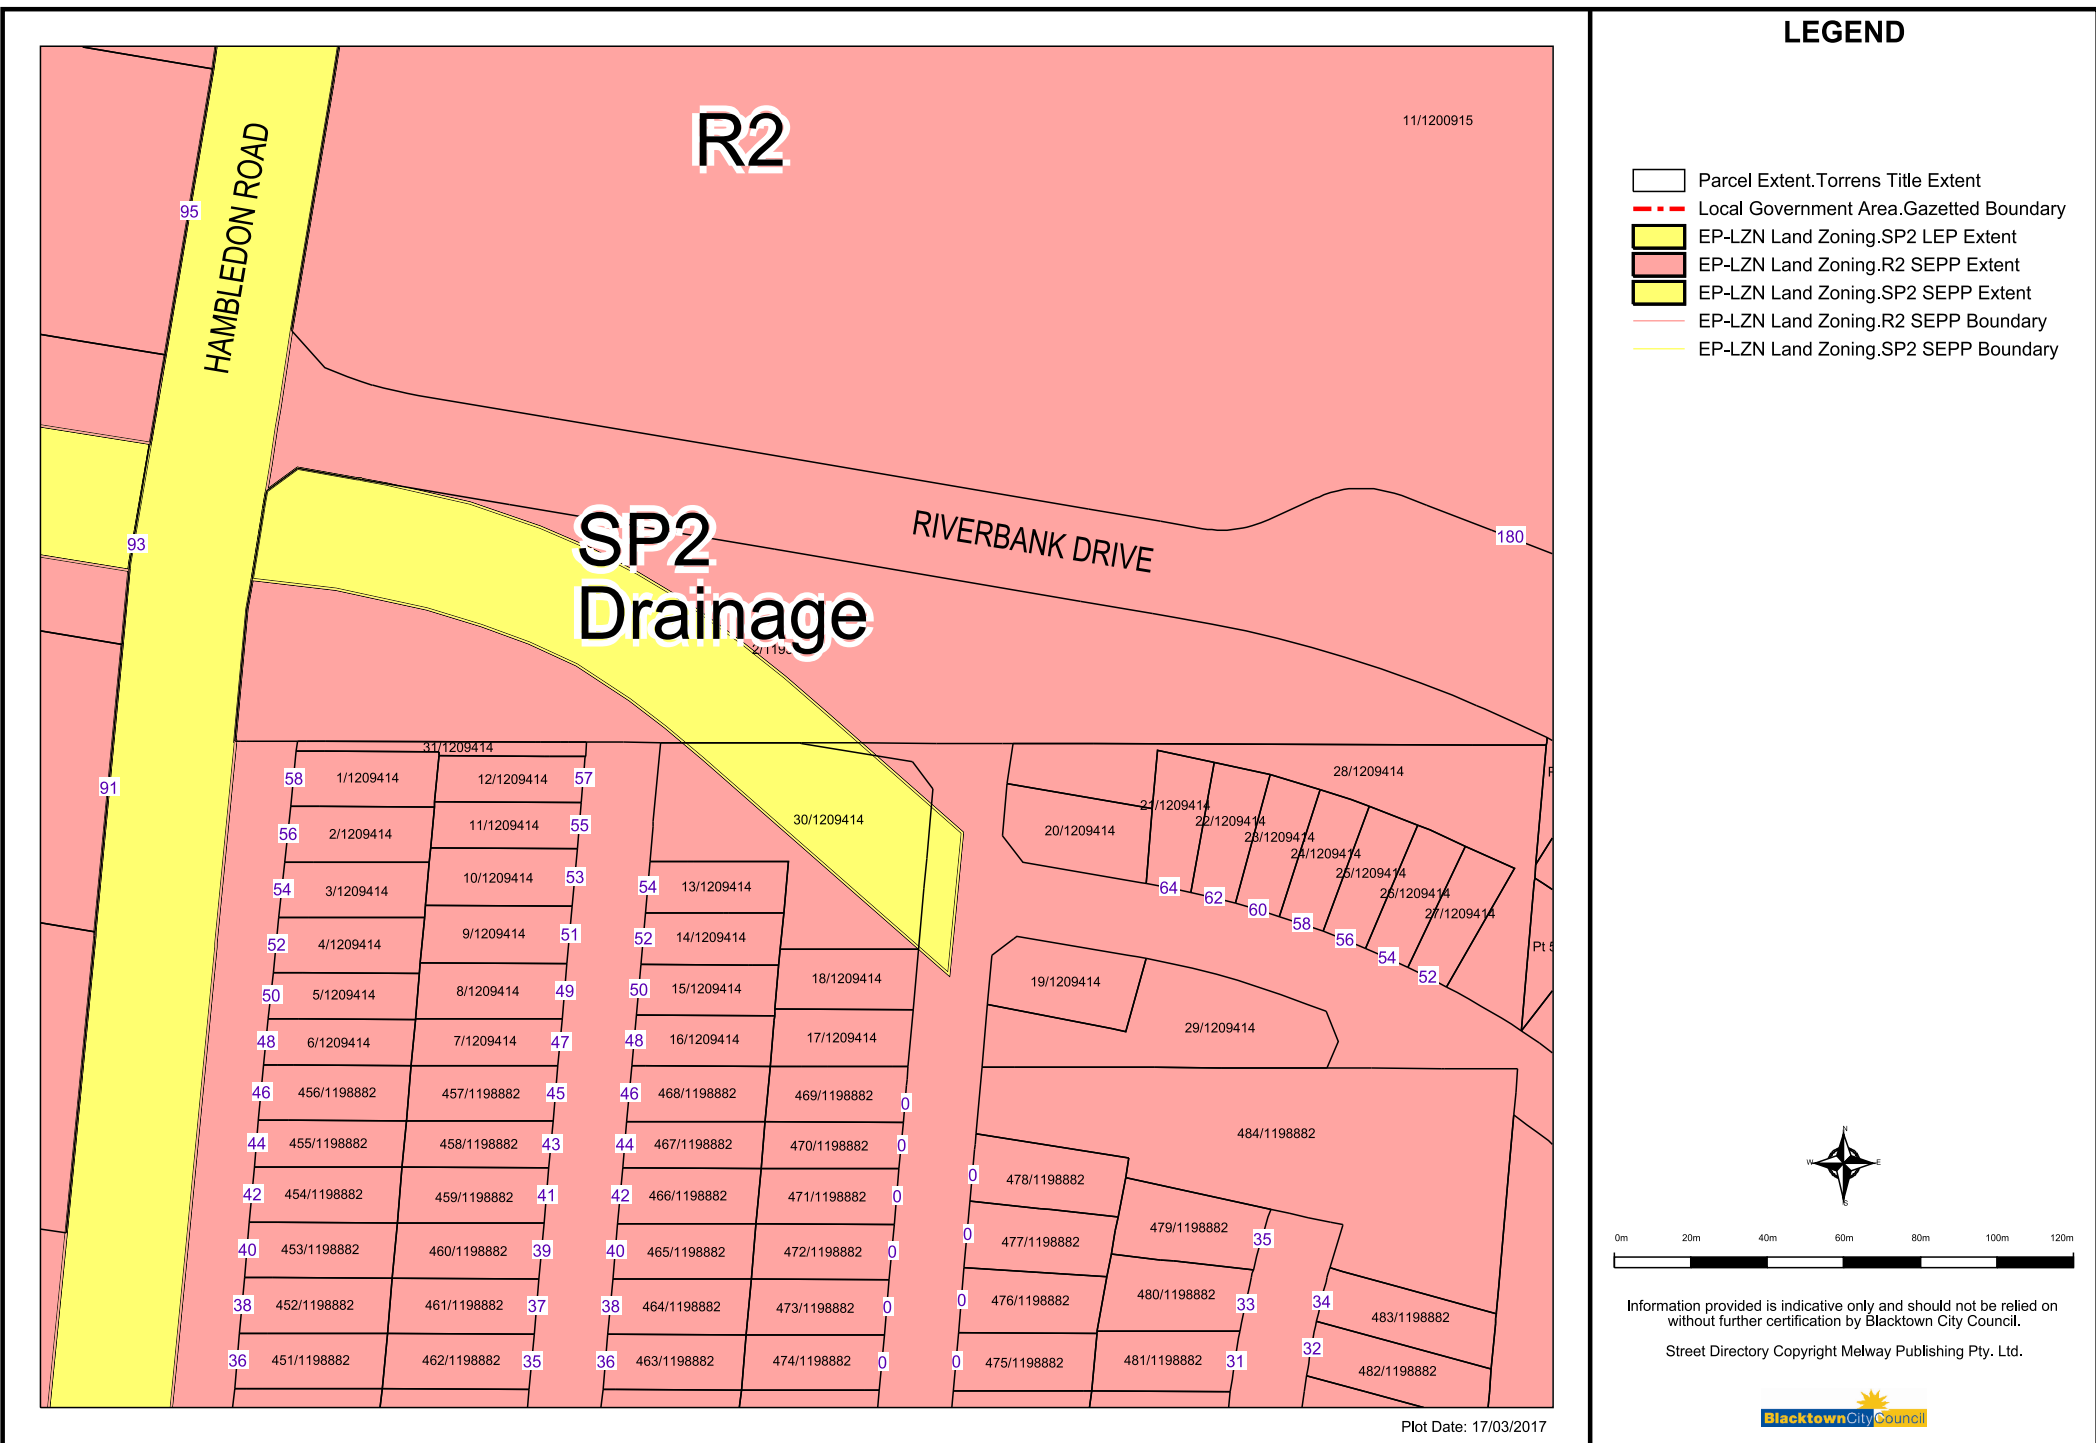 LEGEND
Parcel Extent.Torrens Title Extent
Local Government Area.Gazetted Boundary
EP-LZN Land Zoning.SP2 LEP Extent
EP-LZN Land Zoning.R2 SEPP Extent
EP-LZN Land Zoning.SP2 SEPP Extent
EP-LZN Land Zoning.R2 SEPP Boundary
EP-LZN Land Zoning.SP2 SEPP Boundary
R2
11/1200915
95
HAMBLEDON ROAD
93
SP2
Drainage
RIVERBANK DRIVE
180
91
31/1209414
58 1/1209414 12/1209414 57
56 2/1209414 11/1209414 55
54 3/1209414 10/1209414 53
52 4/1209414 9/1209414 51
50 5/1209414 8/1209414 49
48 6/1209414 7/1209414 47
46 456/1198882 457/1198882 45
44 455/1198882 458/1198882 43
42 454/1198882 459/1198882 41
40 453/1198882 460/1198882 39
38 452/1198882 461/1198882 37
36 451/1198882 462/1198882 35
30/1209414
54 13/1209414
52 14/1209414
50 15/1209414 18/1209414
48 16/1209414 17/1209414
46 468/1198882 469/1198882 0
44 467/1198882 470/1198882 0
42 466/1198882 471/1198882 0
40 465/1198882 472/1198882 0
38 464/1198882 473/1198882 0
36 463/1198882 474/1198882 0
28/1209414
20/1209414
21/1209414
22/1209414
23/1209414
24/1209414
25/1209414
26/1209414
27/1209414
64
62
60
58
56
54
52
Pt
19/1209414
29/1209414
484/1198882
0 478/1198882
0 477/1198882 479/1198882 35
0 476/1198882 480/1198882 33
0 475/1198882 481/1198882 31
34 483/1198882
32 482/1198882
N
W E
S
0m 20m 40m 60m 80m 100m 120m
Information provided is indicative only and should not be relied on
without further certification by Blacktown City Council.
Street Directory Copyright Melway Publishing Pty. Ltd.
BlacktownCityCouncil
Plot Date: 17/03/2017